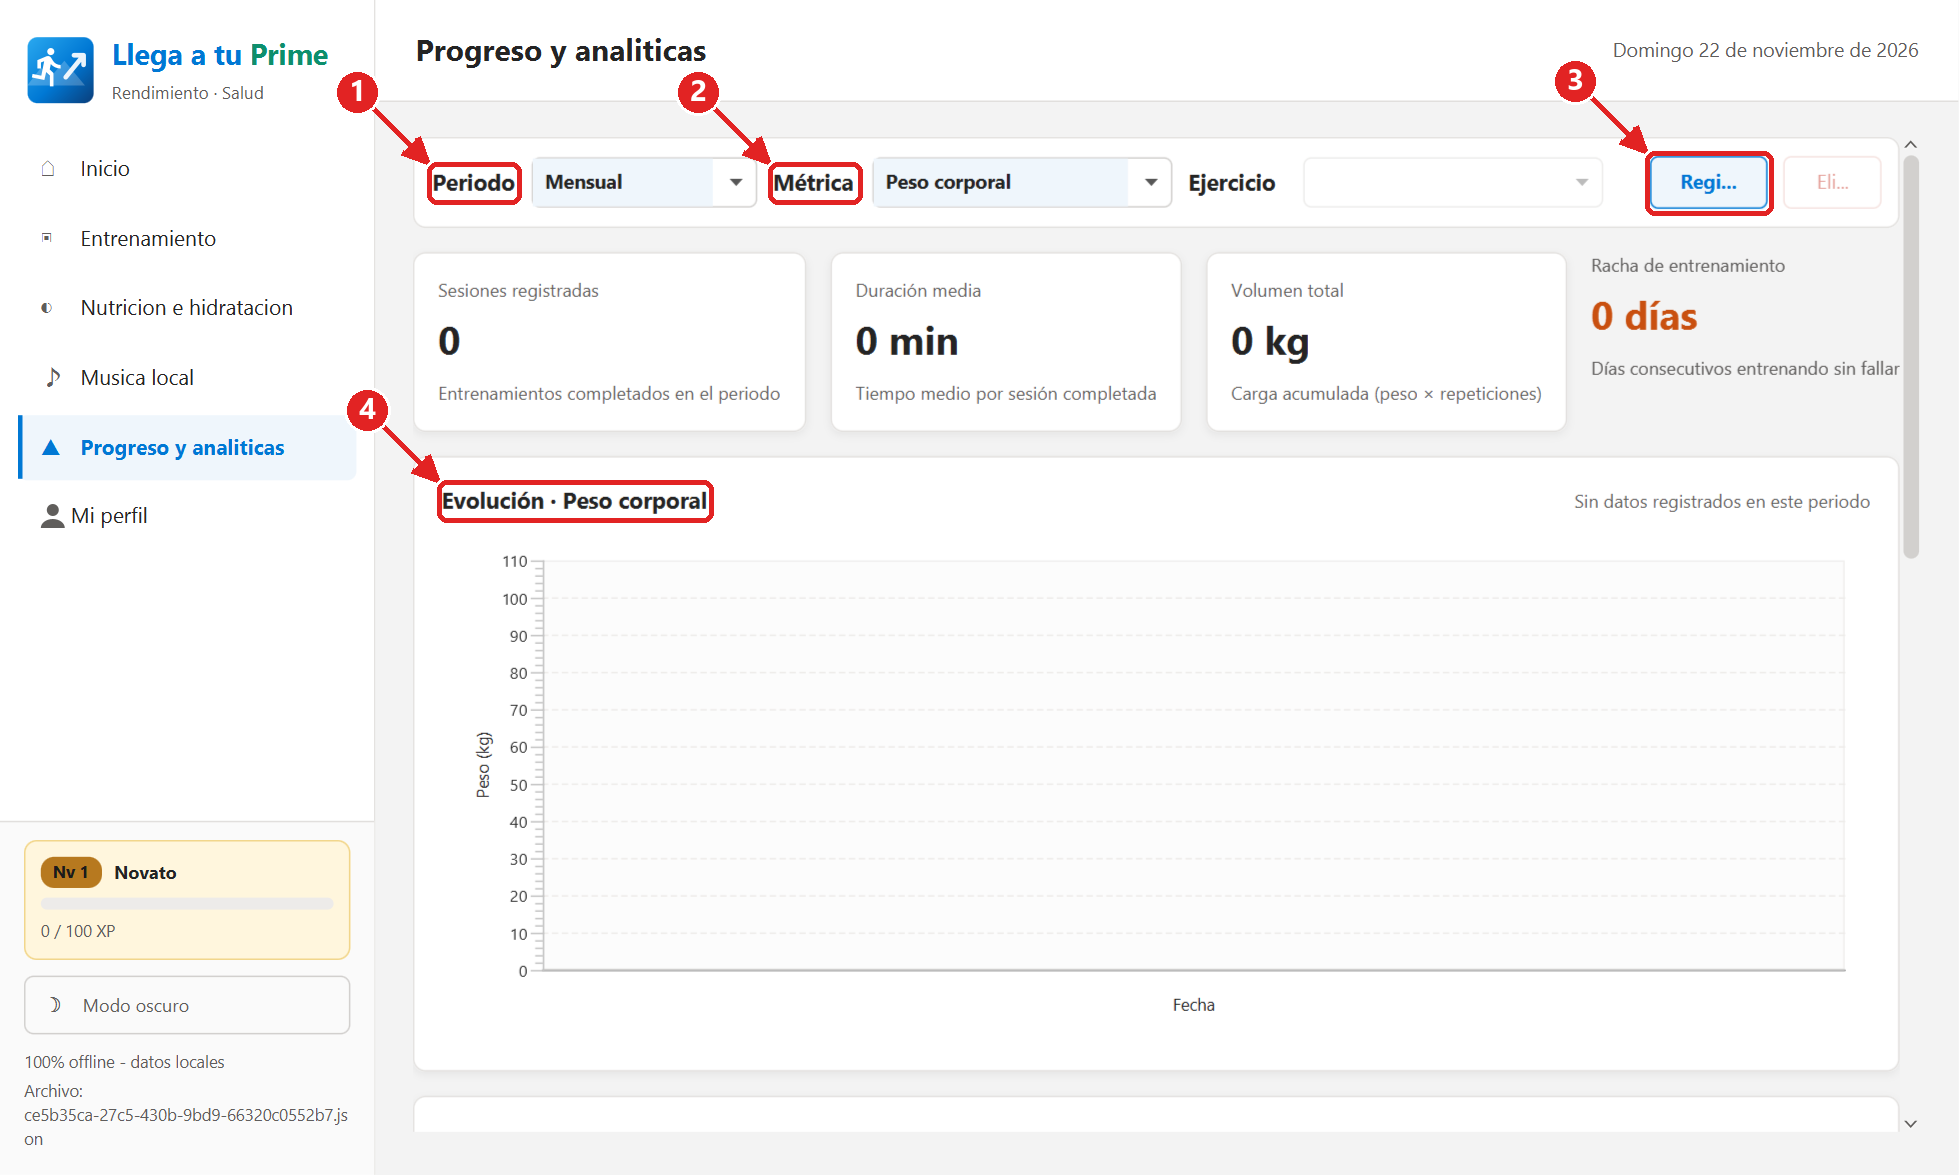 Llega a tu Prime
Rendimiento · Salud
Inicio
Entrenamiento
Nutricion e hidratacion
Musica local
Progreso y analiticas
Mi perfil
Nv 1 Novato
0 / 100 XP
Modo oscuro
100% offline - datos locales
Archivo:
ce5b35ca-27c5-430b-9bd9-66320c0552b7.js
on
Progreso y analiticas
Domingo 22 de noviembre de 2026
1
2
3
Periodo Mensual Métrica Peso corporal Ejercicio Regi... Eli...
Sesiones registradas
0
Entrenamientos completados en el periodo
Duración media
0 min
Tiempo medio por sesión completada
Volumen total
0 kg
Carga acumulada (peso × repeticiones)
Racha de entrenamiento
0 días
Días consecutivos entrenando sin fallar
4
Evolución · Peso corporal
Sin datos registrados en este periodo
110
100
90
80
70
60
50
40
30
20
10
0
Peso (kg)
Fecha